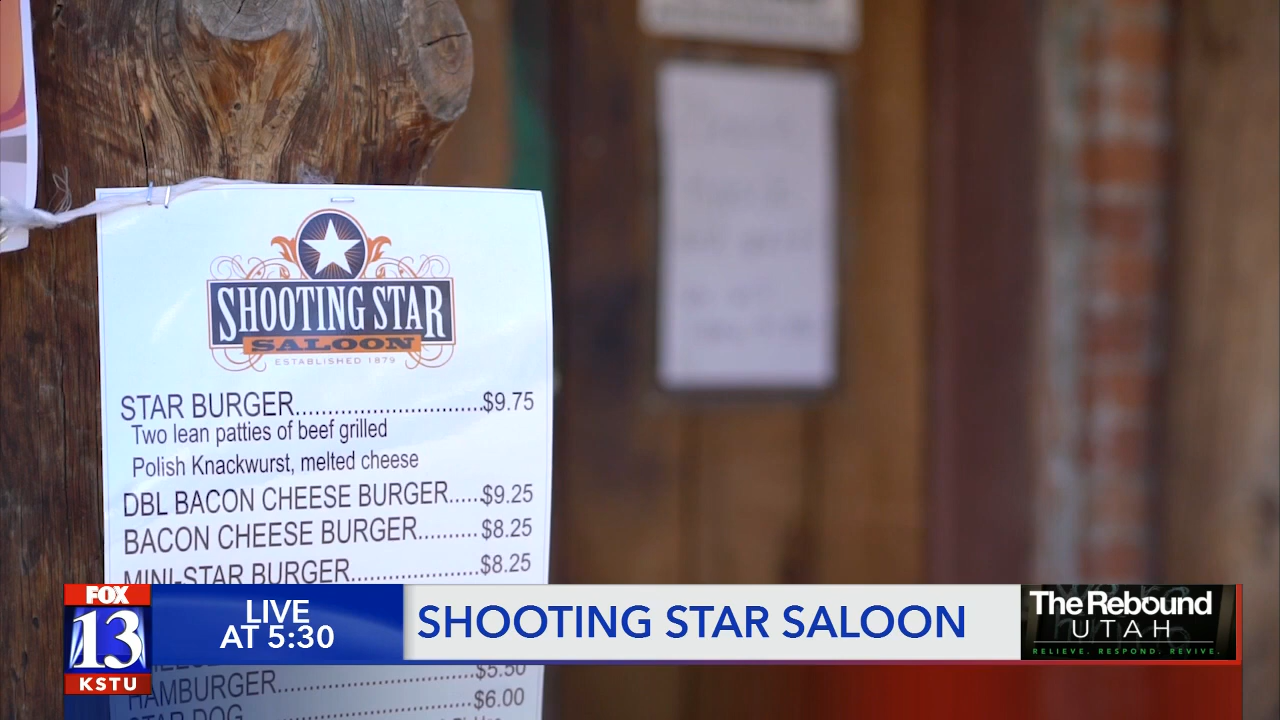 SHOOTING STAR
SALOON
ESTABLISHED 1879
STAR BURGER..............................$9.75
Two lean patties of beef grilled
Polish Knackwurst, melted cheese
DBL BACON CHEESE BURGER.....$9.25
BACON CHEESE BURGER..........$8.25
MINI-STAR BURGER....................$8.25
FOX
13
KSTU
LIVE
AT 5:30
SHOOTING STAR SALOON
The Rebound
UTAH
RELIEVE. RESPOND. REVIVE.
$5.50
HAMBURGER..............................$6.00
STAR DOG